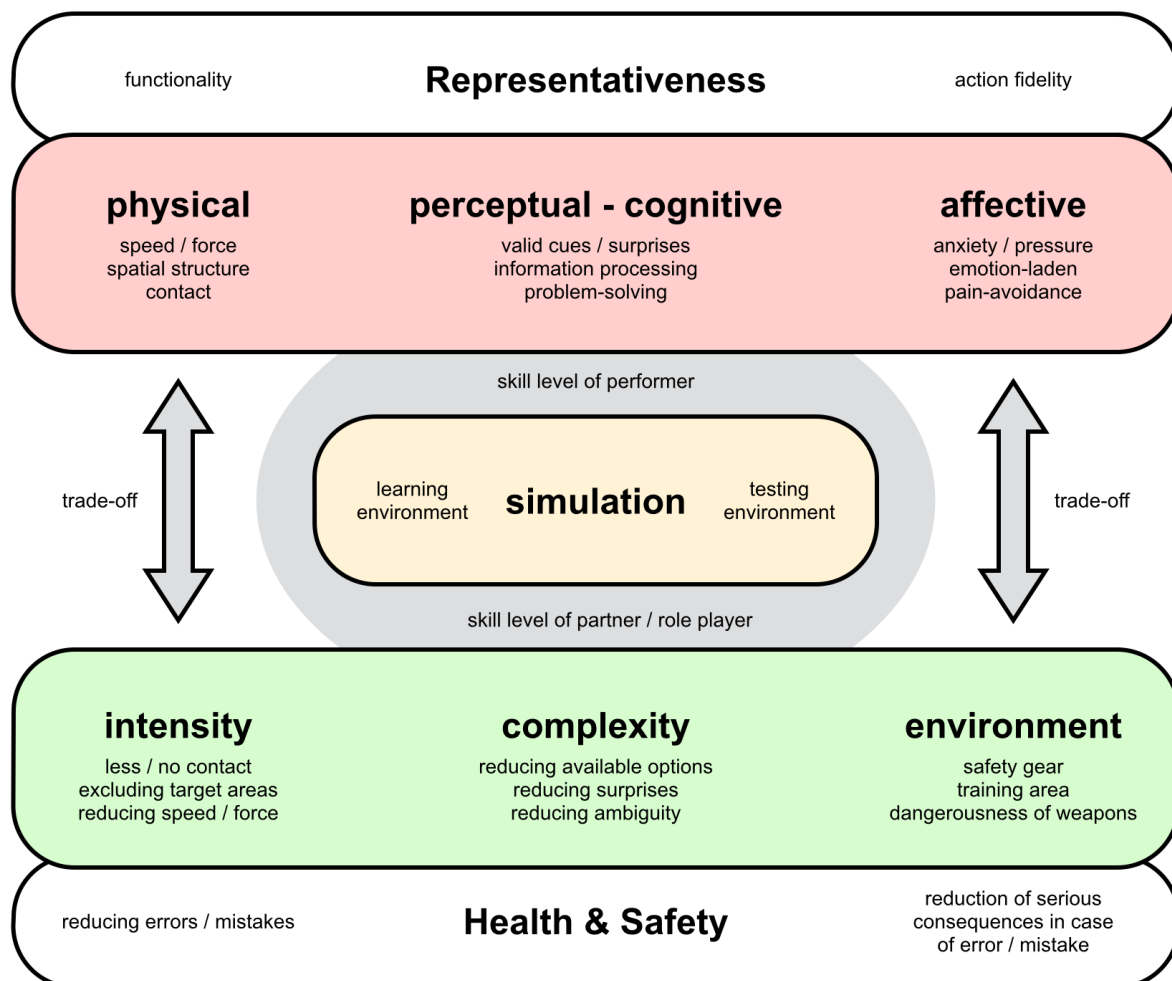 functionality
Representativeness
action fidelity
physical
speed / force
spatial structure
contact
perceptual - cognitive
valid cues / surprises
information processing
problem-solving
affective
anxiety / pressure
emotion-laden
pain-avoidance
skill level of performer
trade-off
learning
environment
simulation
testing
environment
trade-off
skill level of partner / role player
intensity
less / no contact
excluding target areas
reducing speed / force
complexity
reducing available options
reducing surprises
reducing ambiguity
environment
safety gear
training area
dangerousness of weapons
reducing errors / mistakes
Health & Safety
reduction of serious
consequences in case
of error / mistake